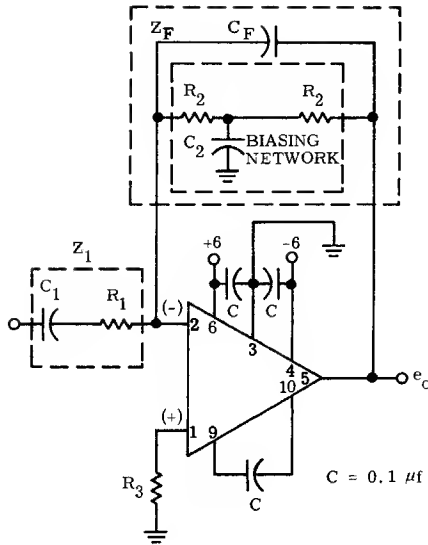 Z_F
C_F
R_2
R_2
C_2
BIASING
NETWORK
Z_1
C_1
R_1
(-)
2
+6
-6
C
C
6
3
4
5
10
e_o
(+)
1
9
R_3
C
C = 0.1 μf